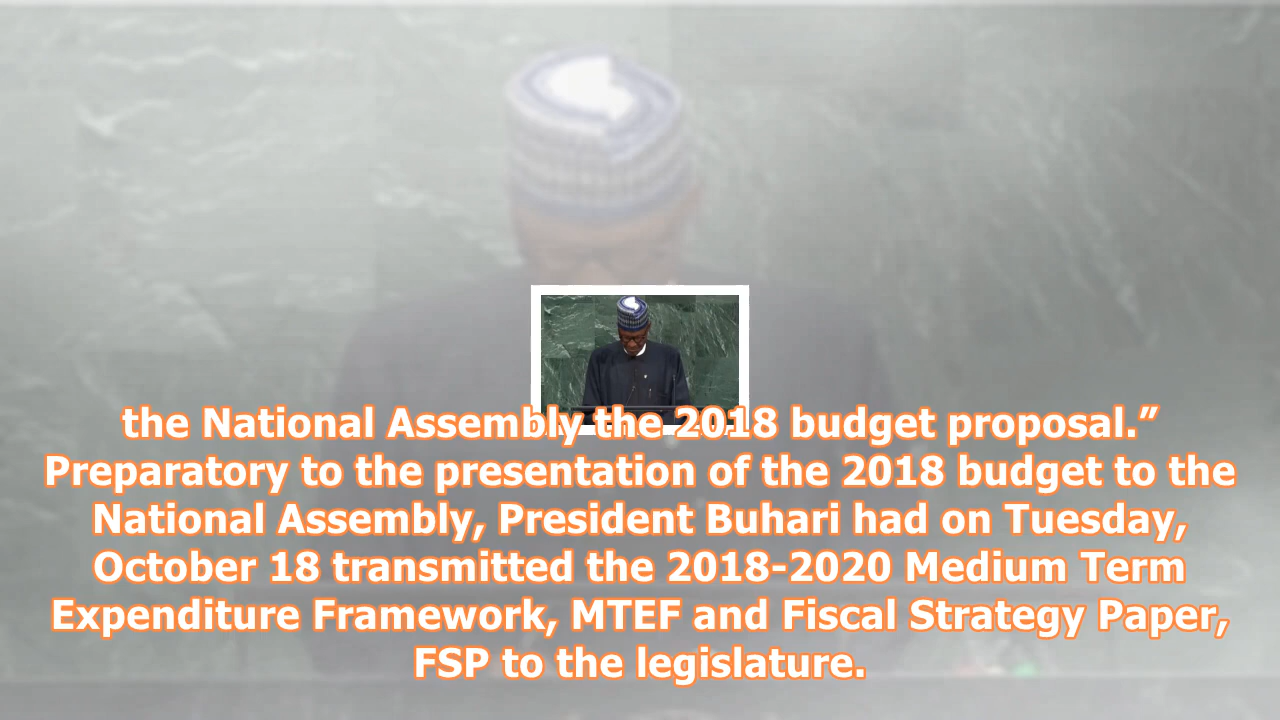 the National Assembly the 2018 budget proposal.”
Preparatory to the presentation of the 2018 budget to the
National Assembly, President Buhari had on Tuesday,
October 18 transmitted the 2018-2020 Medium Term
Expenditure Framework, MTEF and Fiscal Strategy Paper,
FSP to the legislature.